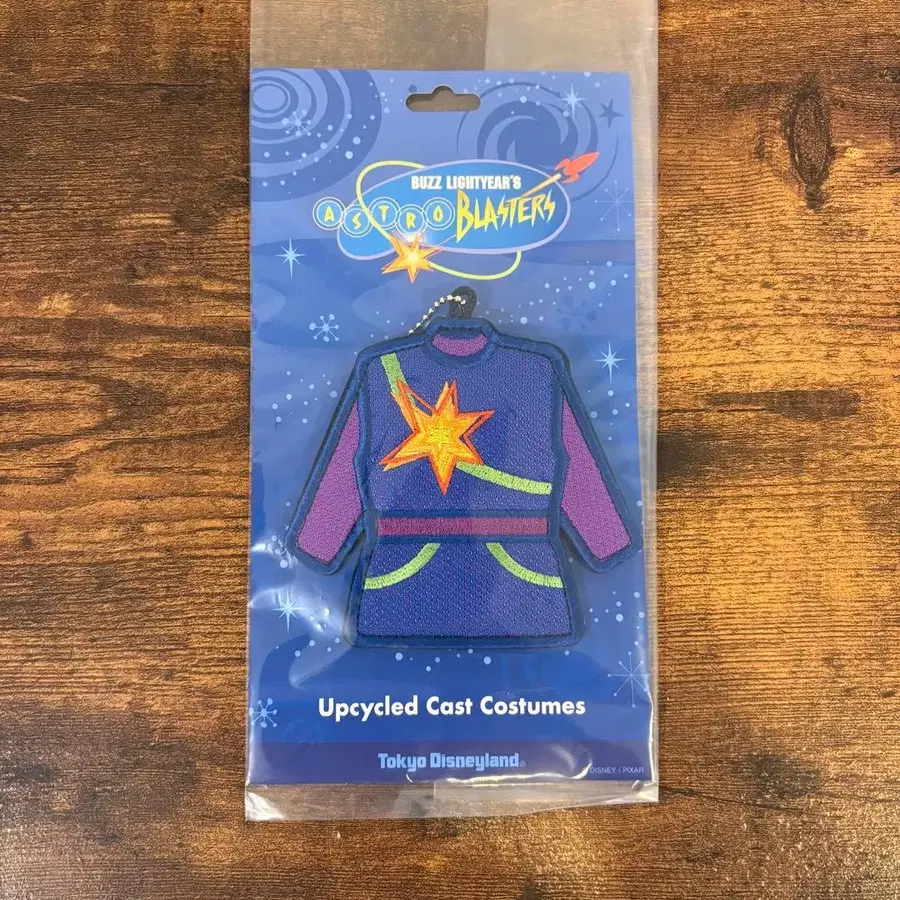 BUZZ LIGHTYEAR'S
ASTRO BLASTERS
Upcycled Cast Costumes
Tokyo Disneyland®
DISNEY / PIXAR